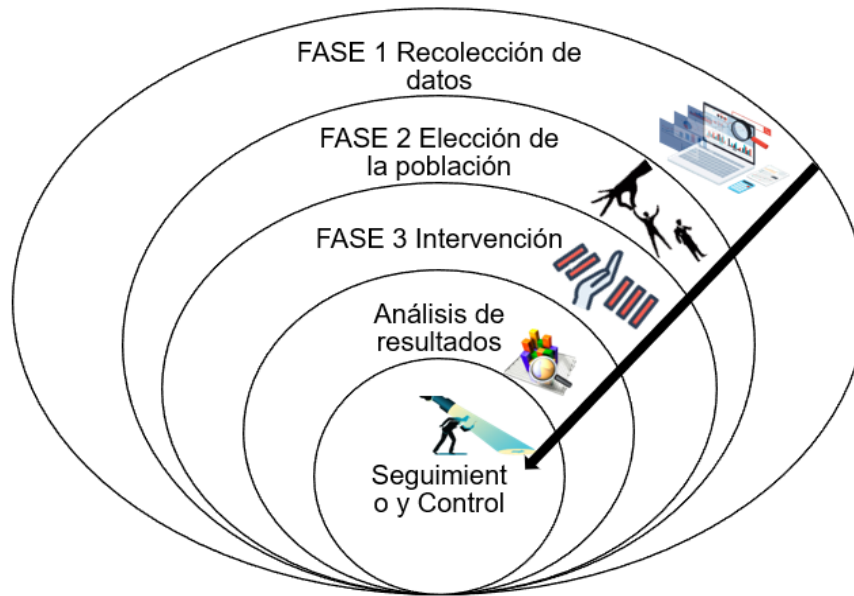 FASE 1 Recolección de
datos
FASE 2 Elección de
la población
FASE 3 Intervención
Análisis de
resultados
Seguimient
o y Control